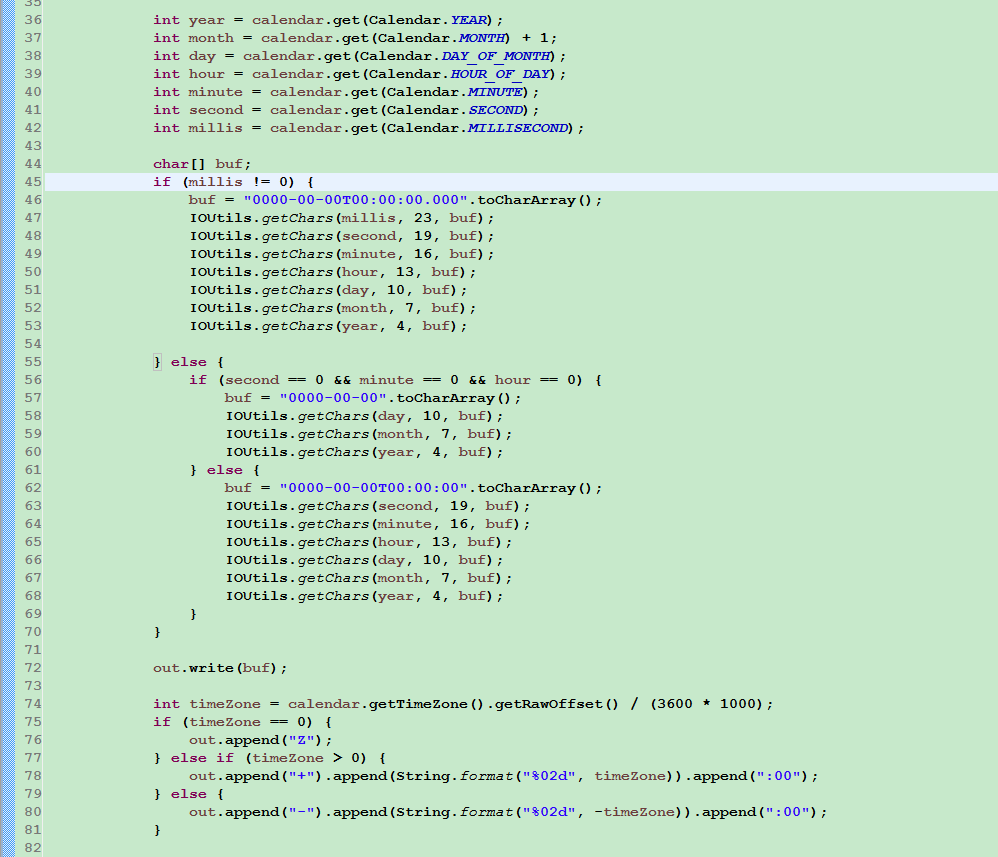 35
36 int year = calendar.get(Calendar.YEAR);
37 int month = calendar.get(Calendar.MONTH) + 1;
38 int day = calendar.get(Calendar.DAY_OF_MONTH);
39 int hour = calendar.get(Calendar.HOUR_OF_DAY);
40 int minute = calendar.get(Calendar.MINUTE);
41 int second = calendar.get(Calendar.SECOND);
42 int millis = calendar.get(Calendar.MILLISECOND);
43
44 char[] buf;
45 if (millis != 0) {
46 buf = "0000-00-00T00:00:00.000".toCharArray();
47 IOUtils.getChars(millis, 23, buf);
48 IOUtils.getChars(second, 19, buf);
49 IOUtils.getChars(minute, 16, buf);
50 IOUtils.getChars(hour, 13, buf);
51 IOUtils.getChars(day, 10, buf);
52 IOUtils.getChars(month, 7, buf);
53 IOUtils.getChars(year, 4, buf);
54
55 } else {
56 if (second == 0 && minute == 0 && hour == 0) {
57 buf = "0000-00-00".toCharArray();
58 IOUtils.getChars(day, 10, buf);
59 IOUtils.getChars(month, 7, buf);
60 IOUtils.getChars(year, 4, buf);
61 } else {
62 buf = "0000-00-00T00:00:00".toCharArray();
63 IOUtils.getChars(second, 19, buf);
64 IOUtils.getChars(minute, 16, buf);
65 IOUtils.getChars(hour, 13, buf);
66 IOUtils.getChars(day, 10, buf);
67 IOUtils.getChars(month, 7, buf);
68 IOUtils.getChars(year, 4, buf);
69 }
70 }
71
72 out.write(buf);
73
74 int timeZone = calendar.getTimeZone().getRawOffset() / (3600 * 1000);
75 if (timeZone == 0) {
76 out.append("Z");
77 } else if (timeZone > 0) {
78 out.append("+").append(String.format("%02d", timeZone)).append(":00");
79 } else {
80 out.append("-").append(String.format("%02d", -timeZone)).append(":00");
81 }
82